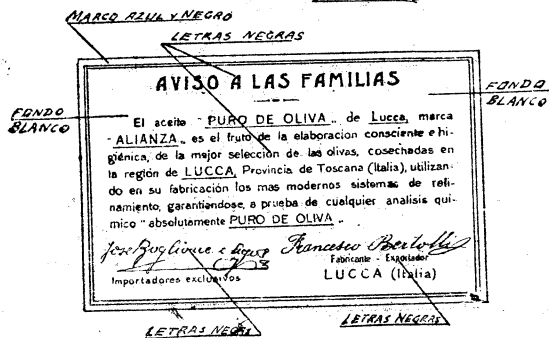 MARCO AZUL Y NEGRO
LETRAS NEGRAS
AVISO A LAS FAMILIAS
FONDO BLANCO
FONDO BLANCO
El aceite "PURO DE OLIVA" de Lucca, marca
"ALIANZA" es el fruto de la elaboracion consciente e hi-
giénica, de la mejor selección de las olivas, cosechadas en
la región de LUCCA, Provincia de Toscana (Italia), utilizan-
do en su fabricación los mas modernos sistemas de refi-
namiento, garantiéndose, a prueba de cualquier analisis quí-
mico "absolutamente PURO DE OLIVA"
Jose Boglione e Francesco Bertolli
Fabricante - Exportador
Importadores exclusivos LUCCA (Italia)
LETRAS NEGRAS
LETRAS NEGRAS